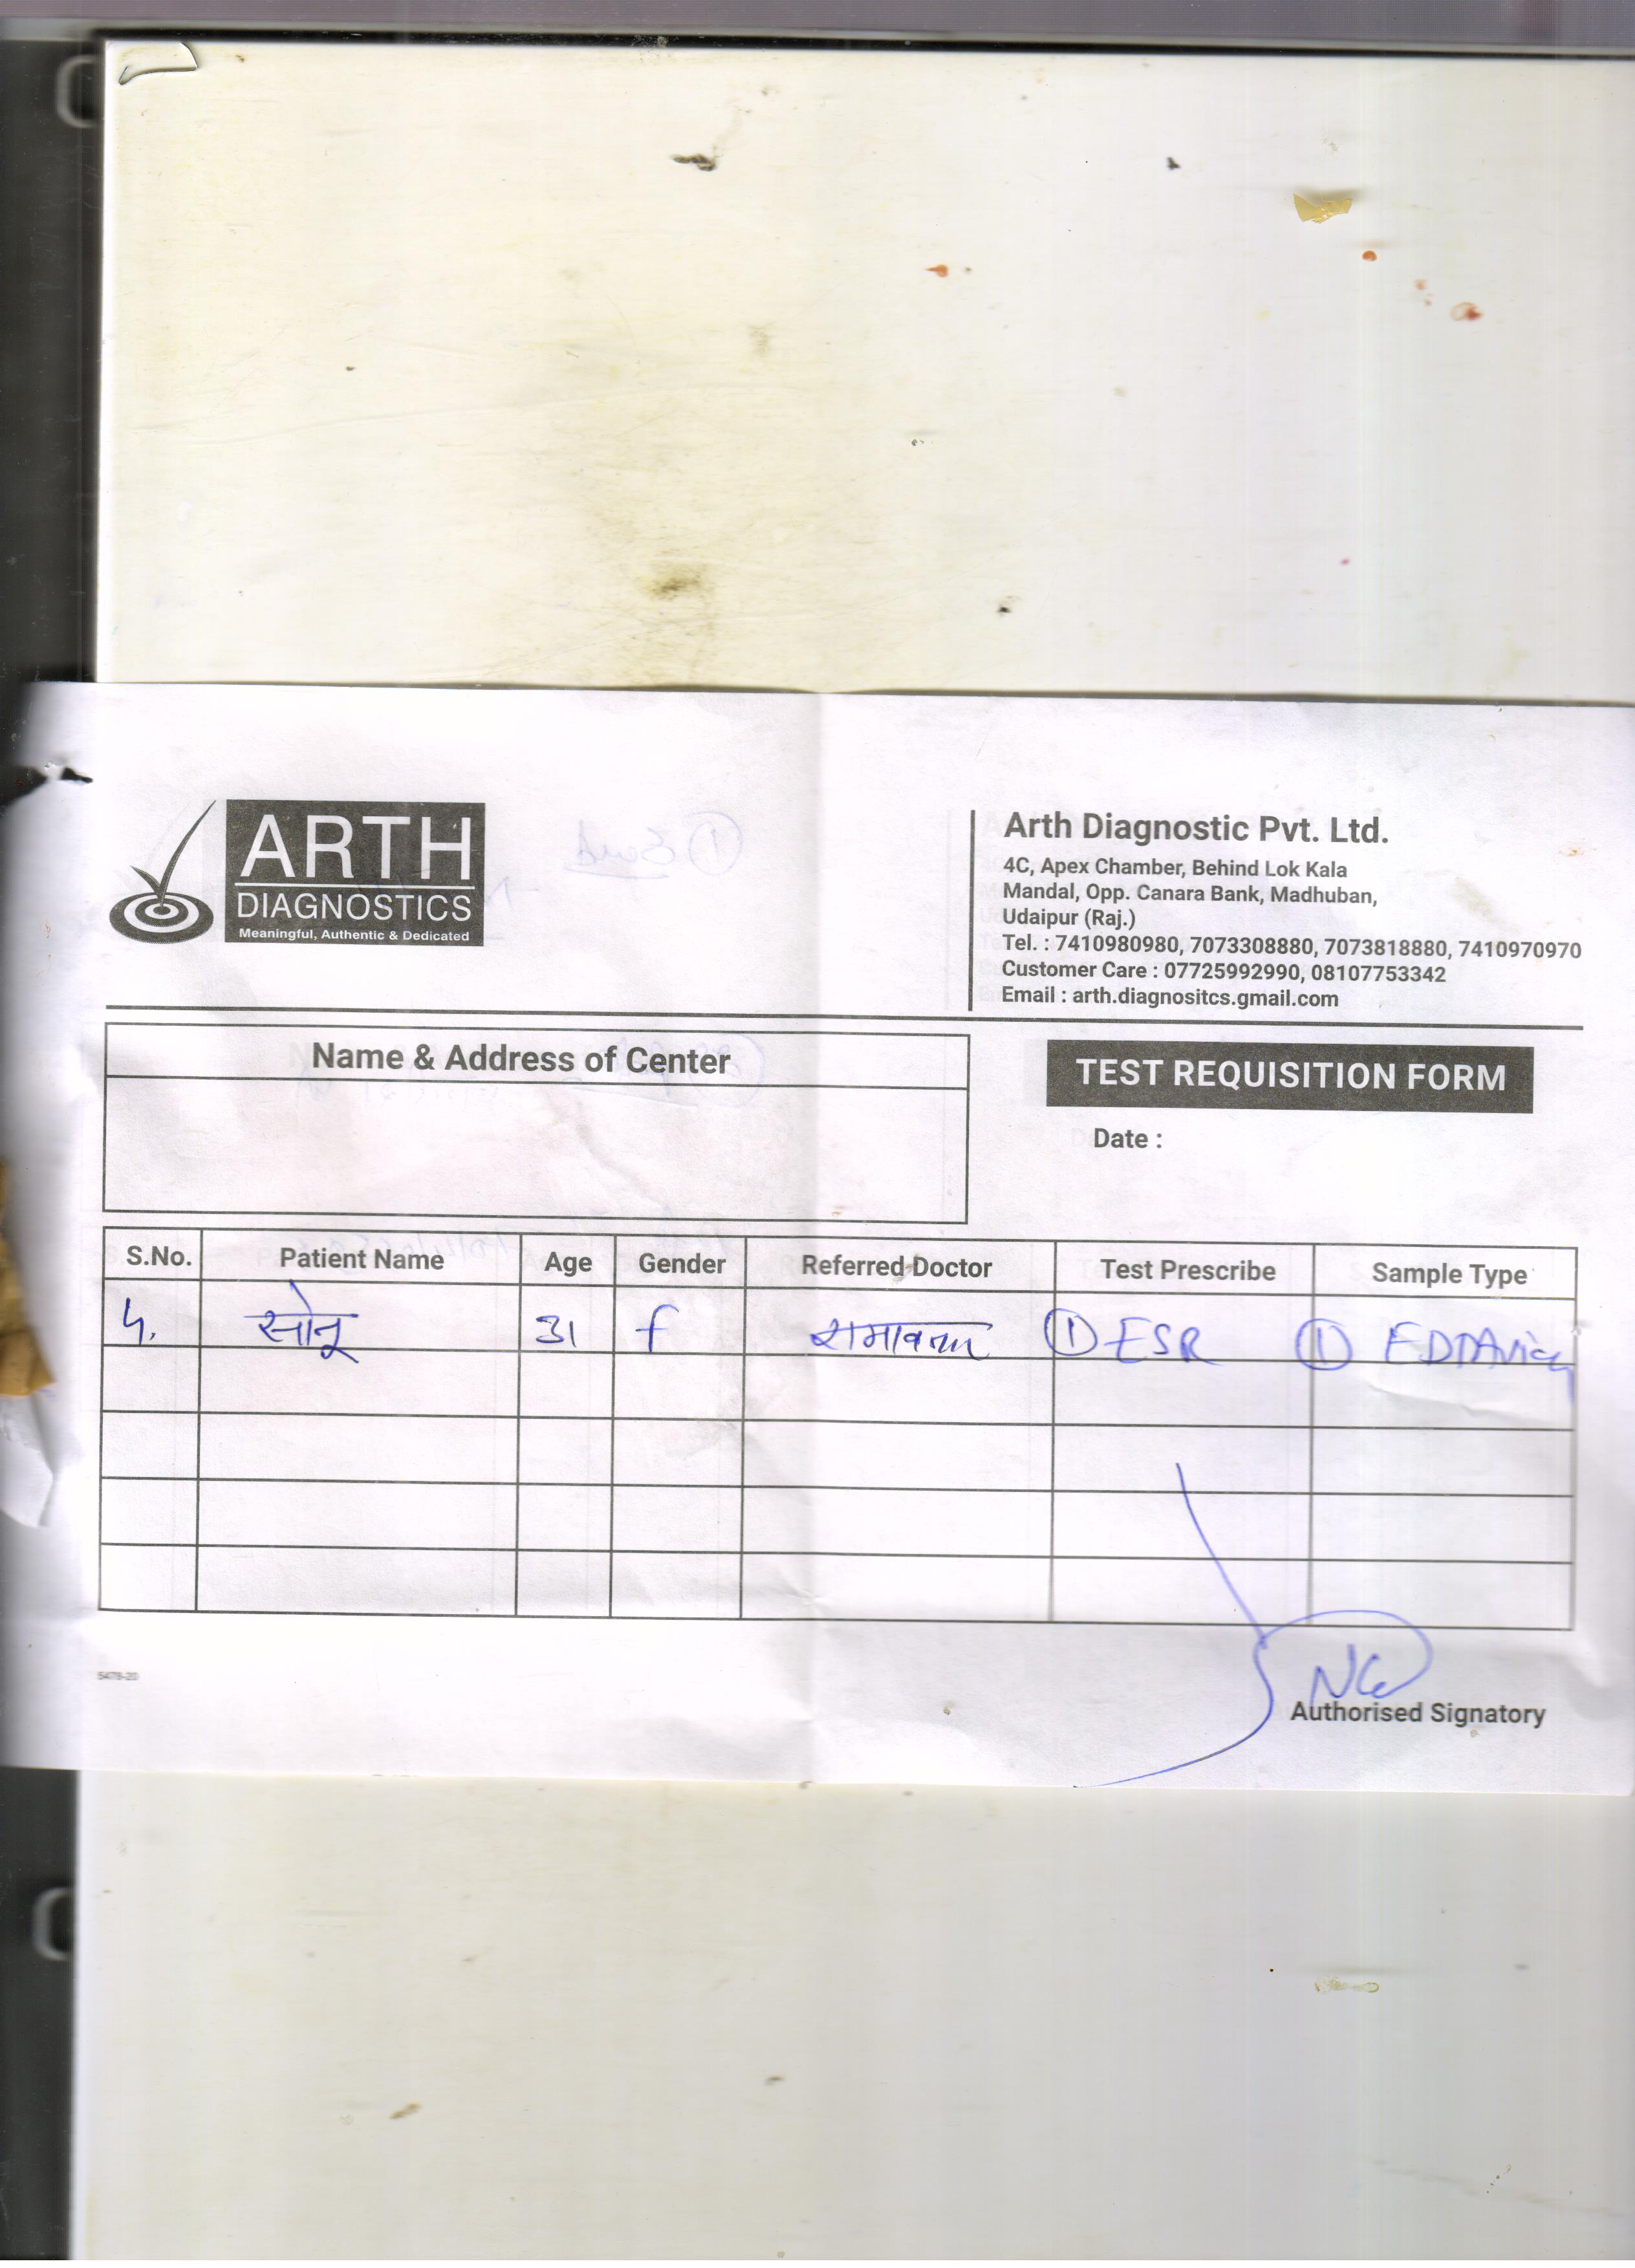 ARTH
DIAGNOSTICS
Meaningful, Authentic & Dedicated
Arth Diagnostic Pvt. Ltd.
4C, Apex Chamber, Behind Lok Kala
Mandal, Opp. Canara Bank, Madhuban,
Udaipur (Raj.)
Tel. : 7410980980, 7073308880, 7073818880, 7410970970
Customer Care : 07725992990, 08107753342
Email : arth.diagnositcs.gmail.com
Name & Address of Center
TEST REQUISITION FORM
Date :
S.No. Patient Name Age Gender Referred Doctor Test Prescribe Sample Type
सोनू 31 f ① ESR ①
5478-20
Authorised Signatory